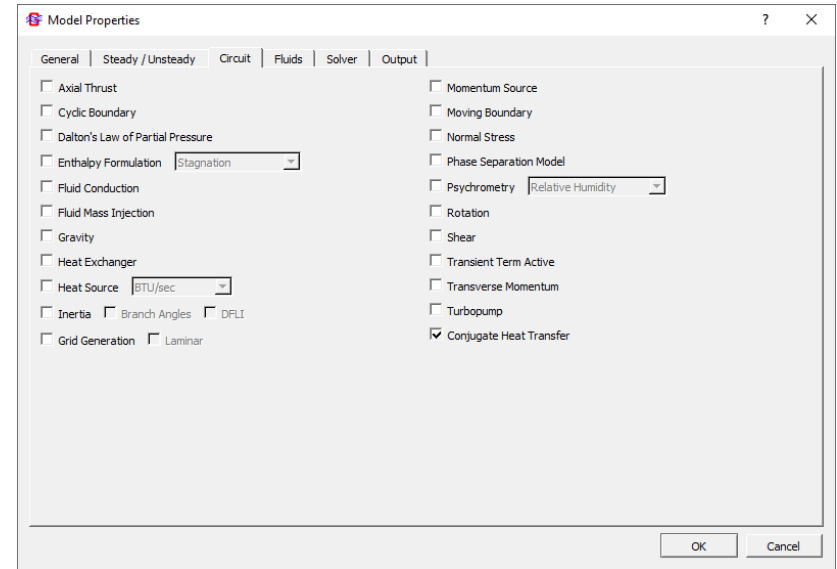 Model Properties
?
General
Steady / Unsteady
Circuit
Fluids
Solver
Output
Axial Thrust
Cyclic Boundary
Dalton's Law of Partial Pressure
Enthalpy Formulation Stagnation
Fluid Conduction
Fluid Mass Injection
Gravity
Heat Exchanger
Heat Source BTU/sec
Inertia Branch Angles DFLI
Grid Generation Laminar
Momentum Source
Moving Boundary
Normal Stress
Phase Separation Model
Psychrometry Relative Humidity
Rotation
Shear
Transient Term Active
Transverse Momentum
Turbopump
Conjugate Heat Transfer
OK
Cancel